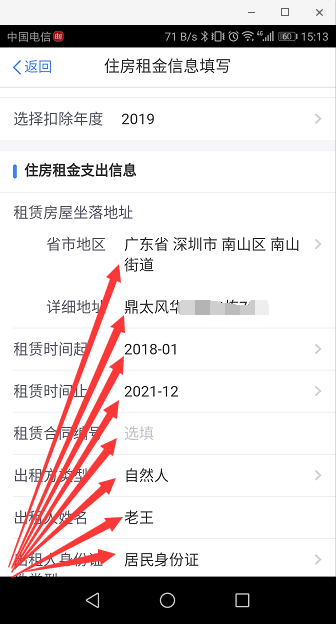 中国电信
71 B/s 4G 60 15:13
返回 住房租金信息填写
选择扣除年度 2019
住房租金支出信息
租赁房屋坐落地址
省市地区 广东省 深圳市 南山区 南山
街道
详细地址 鼎太风华
租赁时间起 2018-01
租赁时间止 2021-12
租赁合同编号 选填
出租方类型 自然人
出租人姓名 老王
出租人身份证 居民身份证
件类型